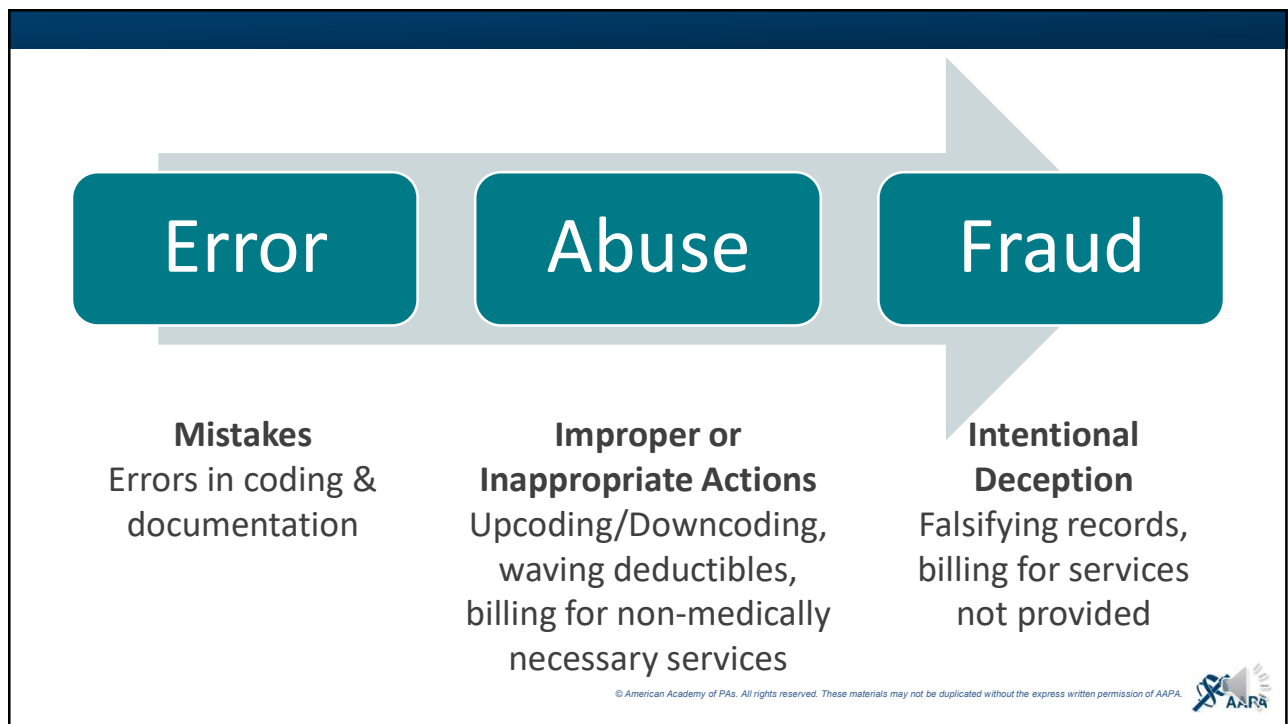 Error
Abuse
Fraud
Mistakes
Errors in coding &
documentation
Improper or
Inappropriate Actions
Upcoding/Downcoding,
waving deductibles,
billing for non-medically
necessary services
Intentional
Deception
Falsifying records,
billing for services
not provided
© American Academy of PAs. All rights reserved. These materials may not be duplicated without the express written permission of AAPA.
AAPA